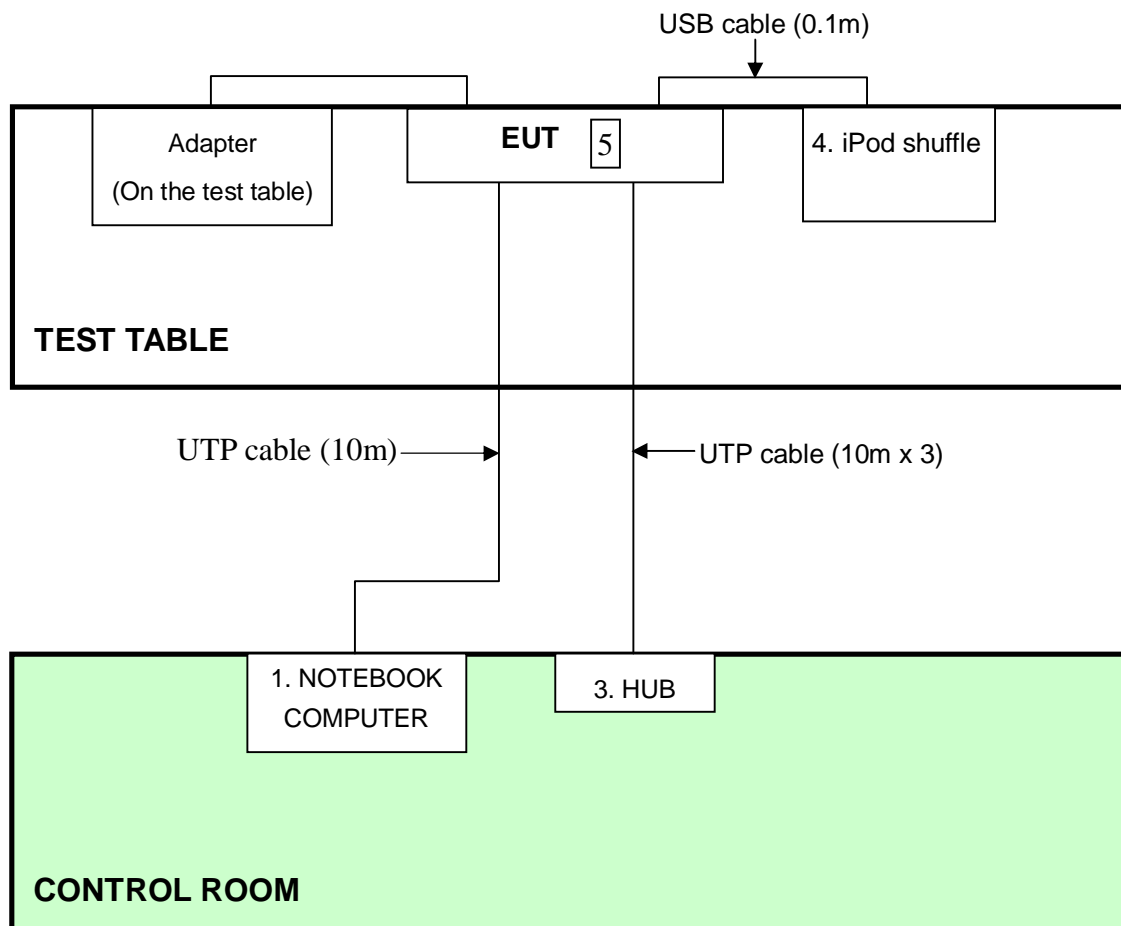 USB cable (0.1m)
Adapter
(On the test table)
EUT 5
4. iPod shuffle
TEST TABLE
UTP cable (10m)
UTP cable (10m x 3)
1. NOTEBOOK
COMPUTER
3. HUB
CONTROL ROOM